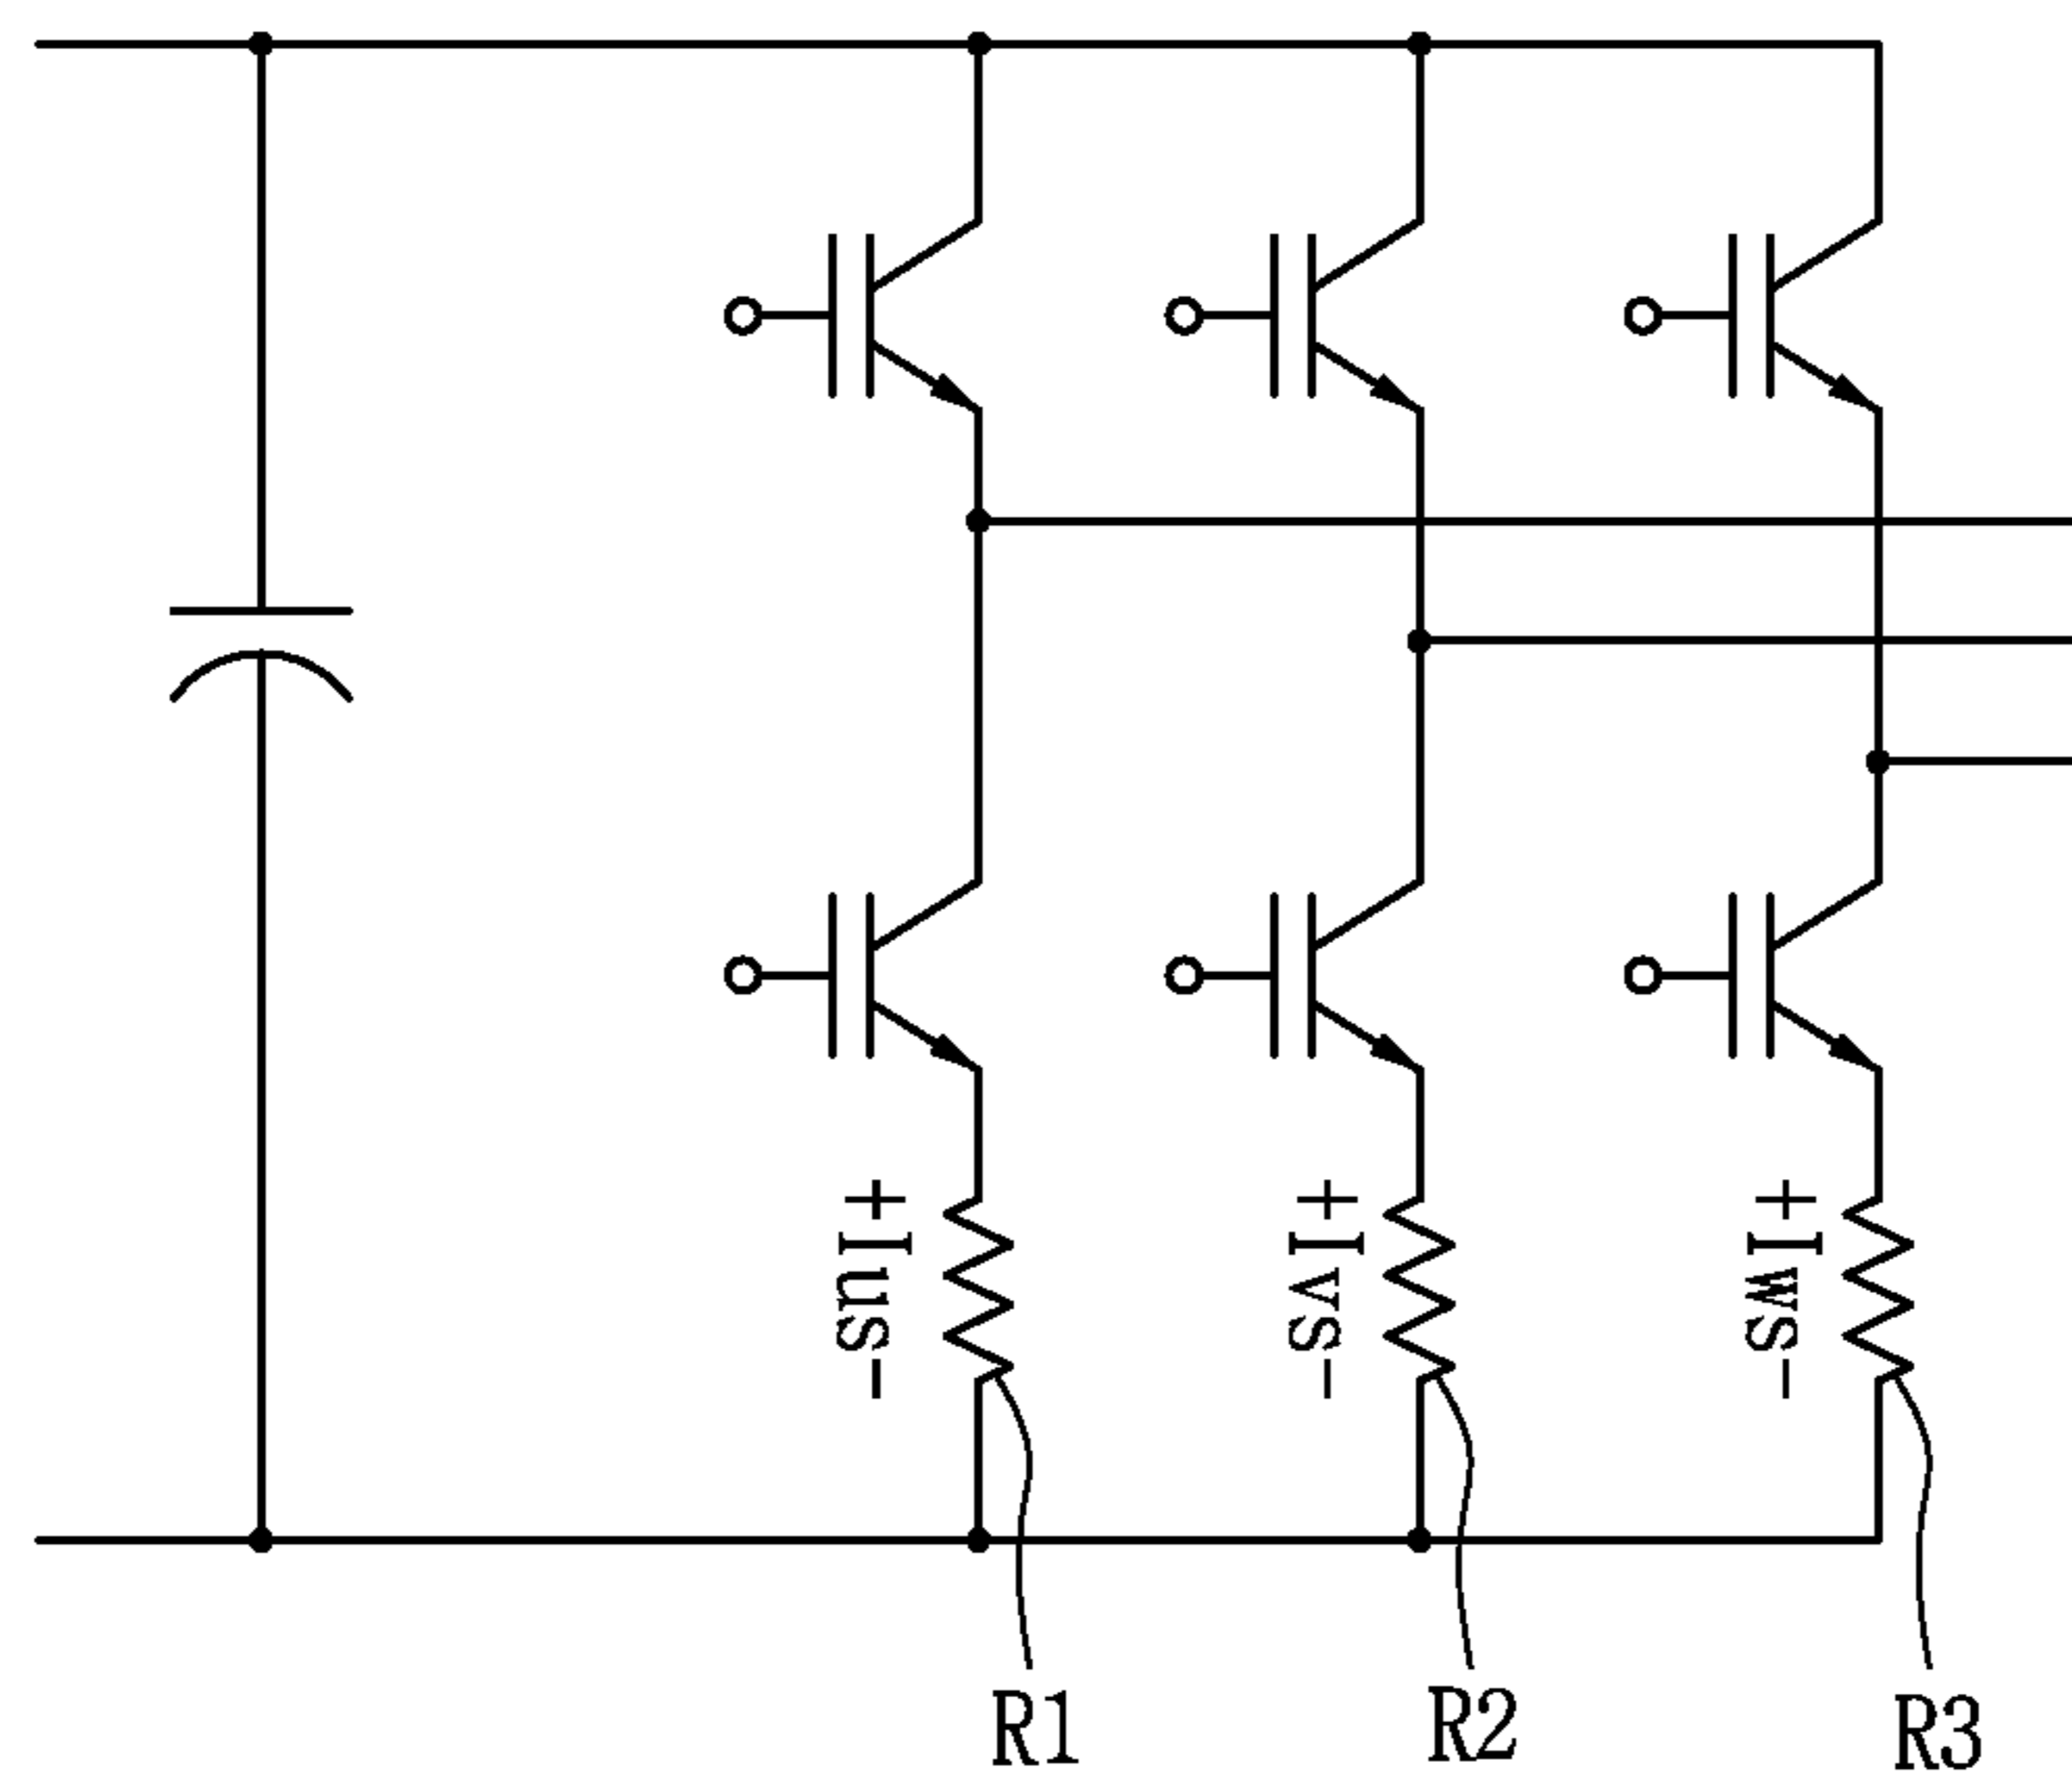 +Ius-
+Ivs-
+Iws-
R1
R2
R3